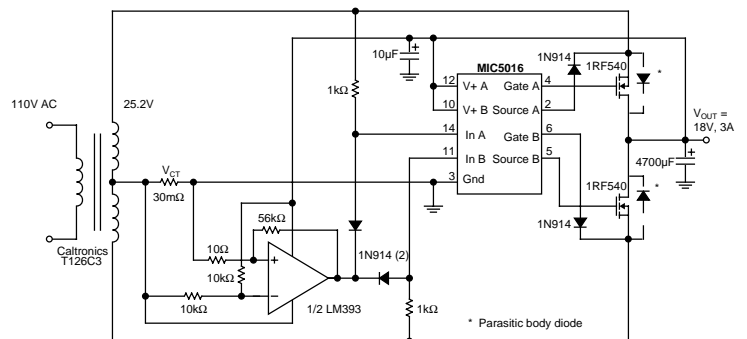 10µF
+
MIC5016
1N914
1RF540
*
12
V+ A
Gate A
4
110V AC
25.2V
1kΩ
10
V+ B
Source A
2
VOUT =
18V, 3A
14
In A
Gate B
6
11
In B
Source B
5
+
VCT
3
Gnd
4700µF
30mΩ
1RF540
*
56kΩ
1N914
10Ω
+
1N914 (2)
Caltronics
T126C3
10kΩ
−
10kΩ
1/2 LM393
1kΩ
* Parasitic body diode